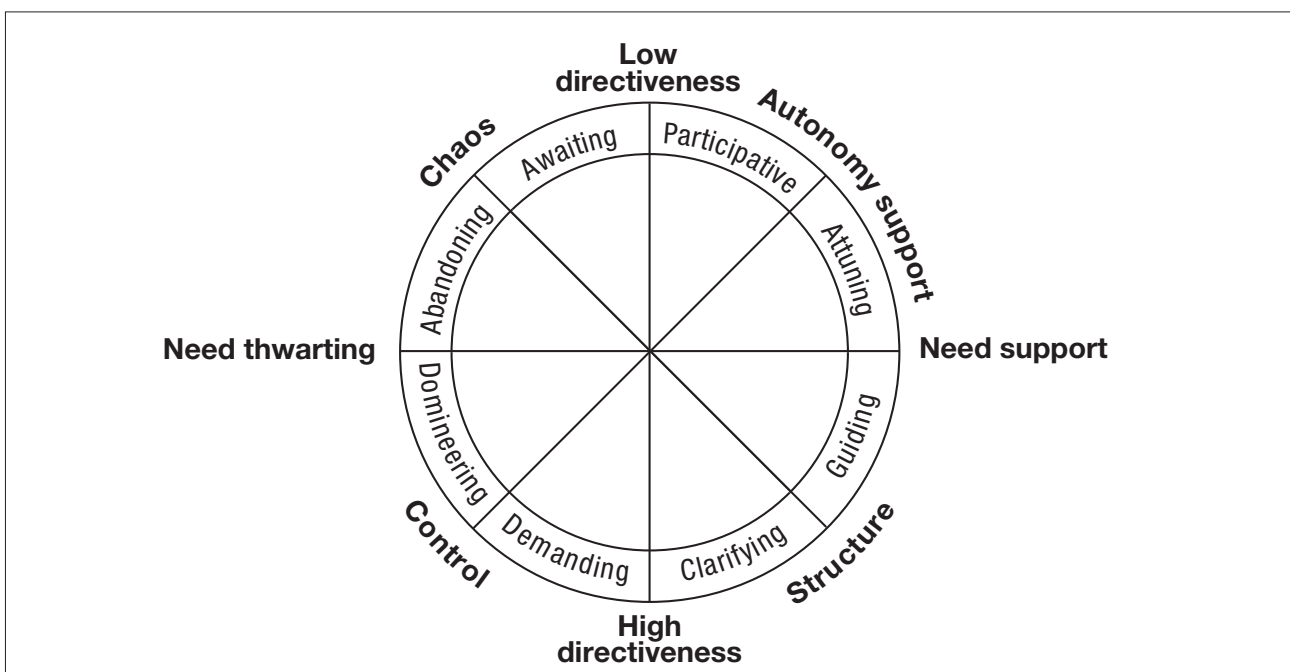 Low
directiveness
Autonomy support
Chaos
Awaiting
Participative
Abandoning
Attuning
Need thwarting
Need support
Domineering
Guiding
Demanding
Clarifying
Control
Structure
High
directiveness